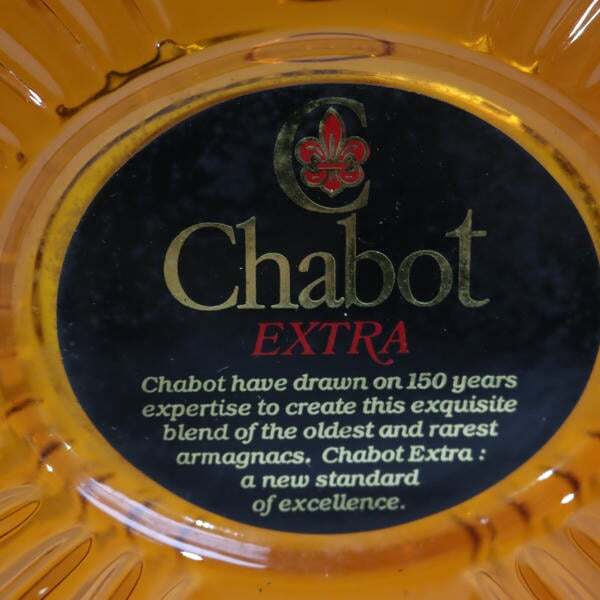 C
Chabot
EXTRA
Chabot have drawn on 150 years
expertise to create this exquisite
blend of the oldest and rarest
armagnacs. Chabot Extra :
a new standard
of excellence.